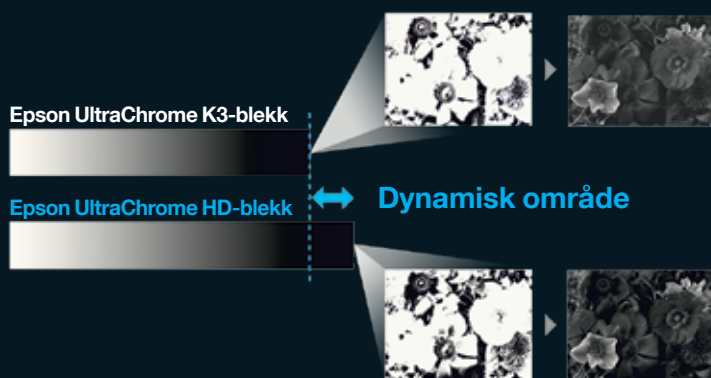 Epson UltraChrome K3-blekk
Epson UltraChrome HD-blekk
Dynamisk område